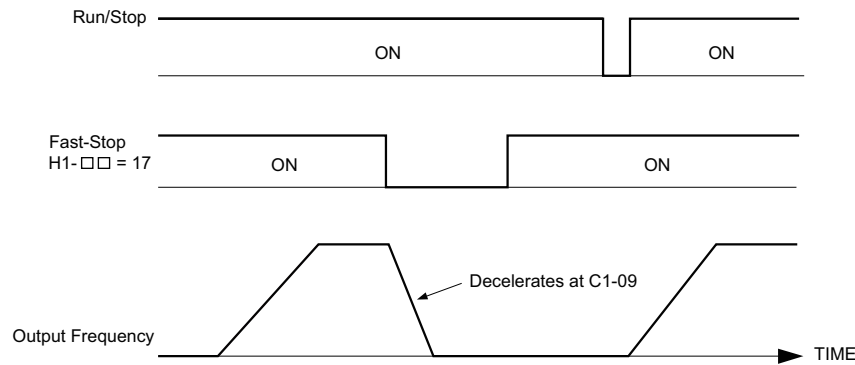 Run/Stop
ON
ON
Fast-Stop
H1- □□ = 17
ON
ON
Decelerates at C1-09
Output Frequency
TIME